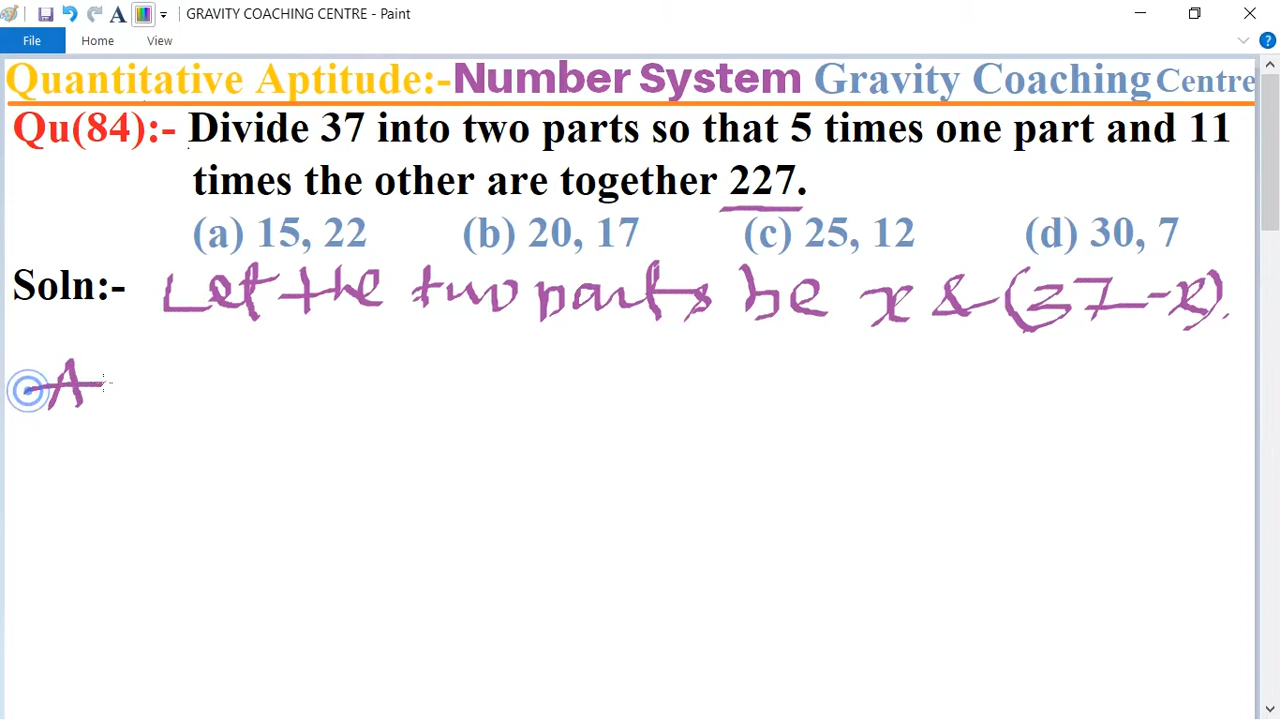 GRAVITY COACHING CENTRE - Paint
File Home View
Quantitative Aptitude:-Number System Gravity Coaching Centre
Qu(84):- Divide 37 into two parts so that 5 times one part and 11
times the other are together 227.
(a) 15, 22 (b) 20, 17 (c) 25, 12 (d) 30, 7
Soln:- Let the two parts be x & (37-x).
A